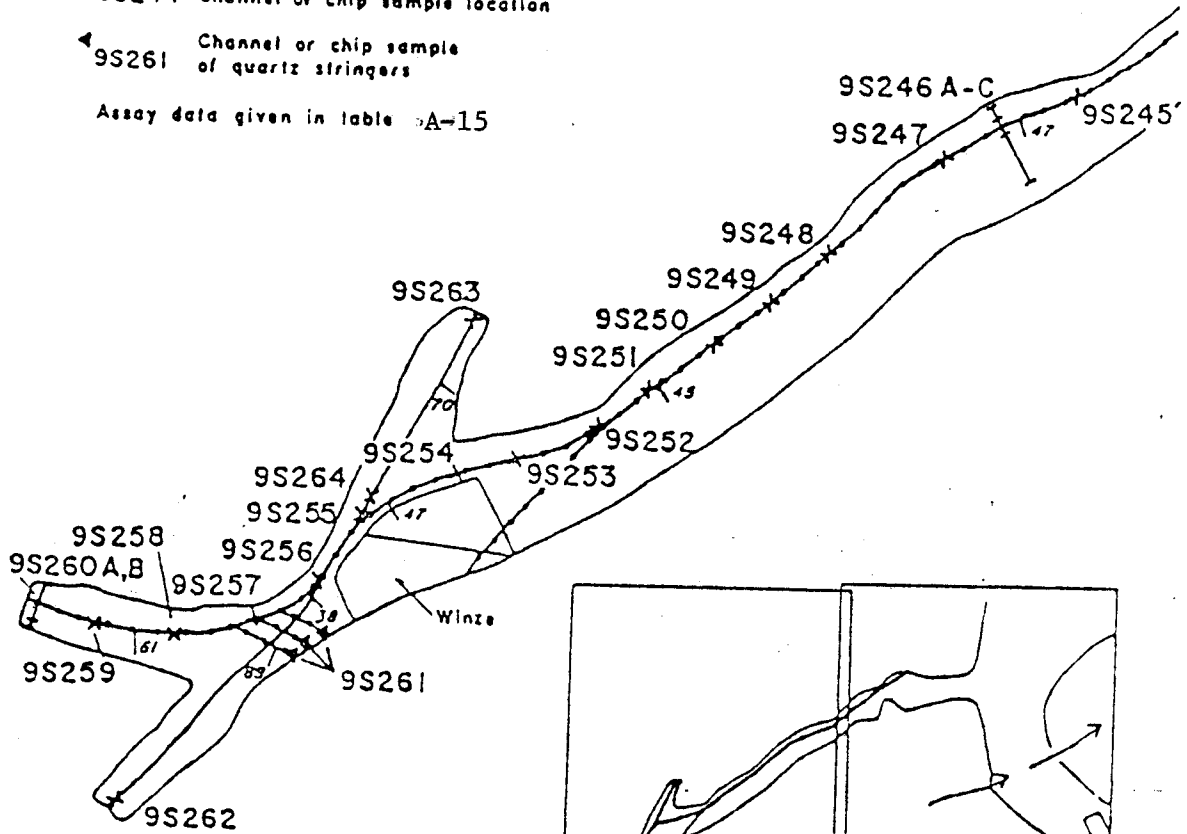 Channel or chip sample location
Channel or chip sample
9S261 of quartz stringers
Assay data given in table A-15
9S246 A-C
9S245
9S247
47
9S248
9S249
9S263
9S250
9S251
45
70
9S252
9S254
9S253
9S264
9S255
47
9S258
9S256
9S260 A,B
9S257
38
Winze
61
9S259
83
9S261
9S262